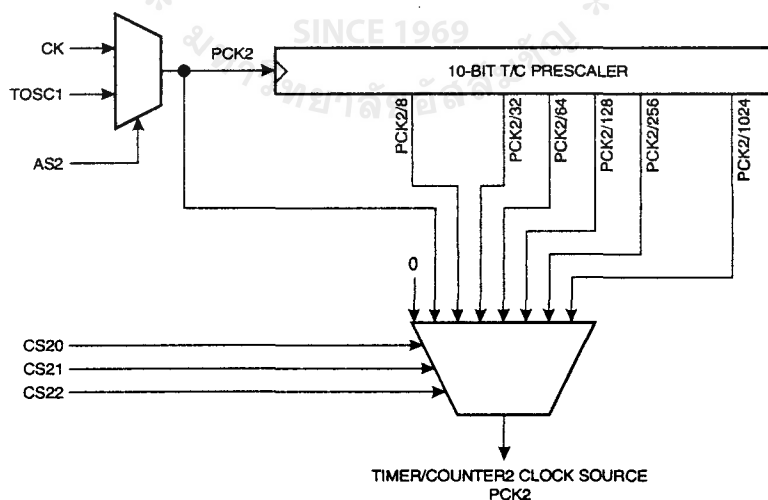 SINCE 1969
CK
PCK2
10-BIT T/C PRESCALER
TOSC1
AS2
PCK2/8
PCK2/32
PCK2/64
PCK2/128
PCK2/256
PCK2/1024
0
CS20
CS21
CS22
TIMER/COUNTER2 CLOCK SOURCE
PCK2